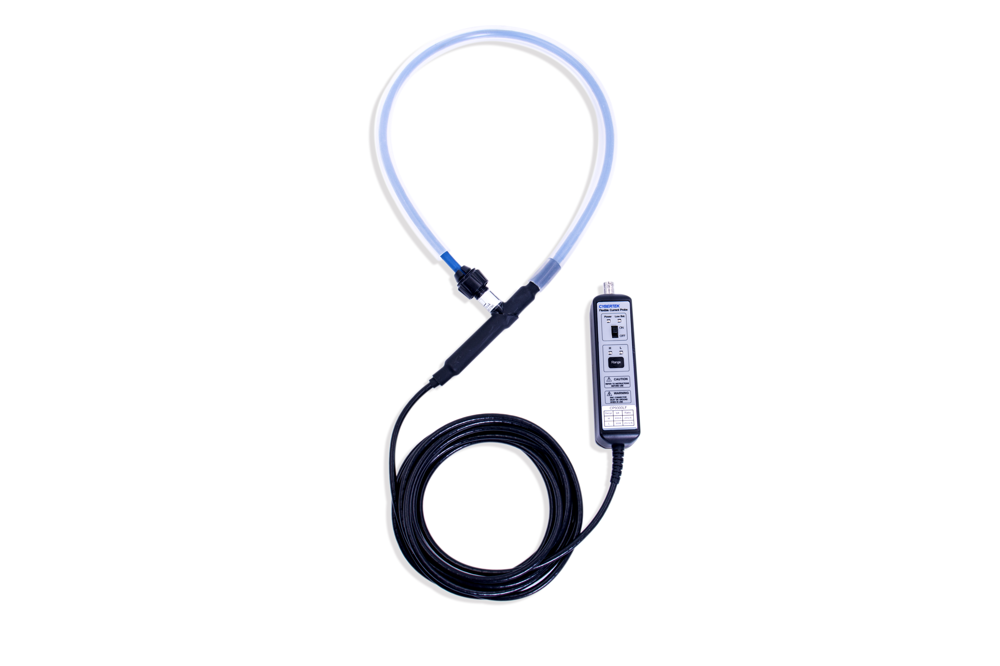 CYBERTEK
Flexible Current Probe
Power Low Bat.
ON
OFF
H L
Range
CAUTION
REFER TO INSTRUCTIONS
BEFORE USE
WARNING
BNC CONNECTOR
MUST BE GROUND
WHEN IN USE
CP9300LF
Range Ipk Ratio
H 3000A 2mV/A
L 300A 20mV/A